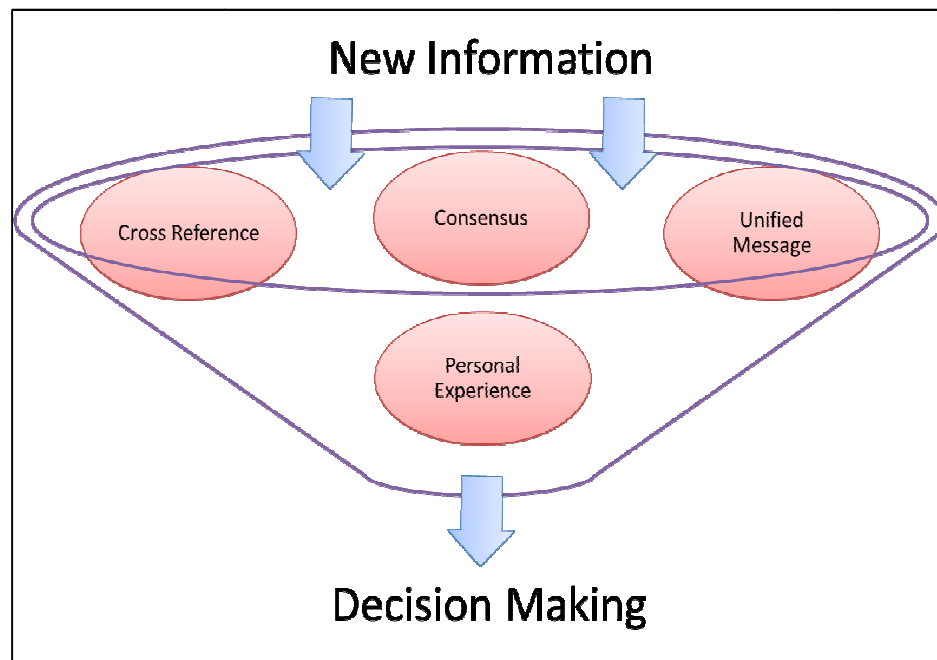 New Information
Cross Reference
Consensus
Unified
Message
Personal
Experience
Decision Making